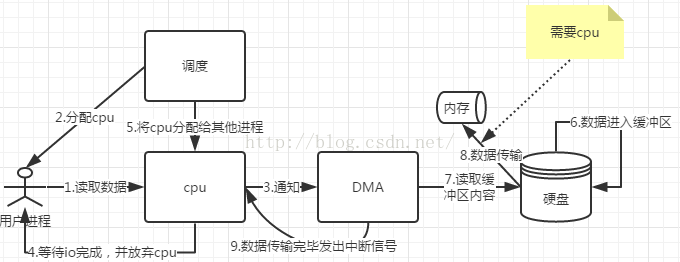 需要cpu
调度
内存
2.分配cpu
5.将cpu分配给其他进程
6.数据进入缓冲区
http://blog.csdn.net/
8.数据传输
1.读取数据
cpu
3.通知
DMA
7.读取缓
冲区内容
硬盘
用户进程
4.等待io完成，并放弃cpu
9.数据传输完毕发出中断信号